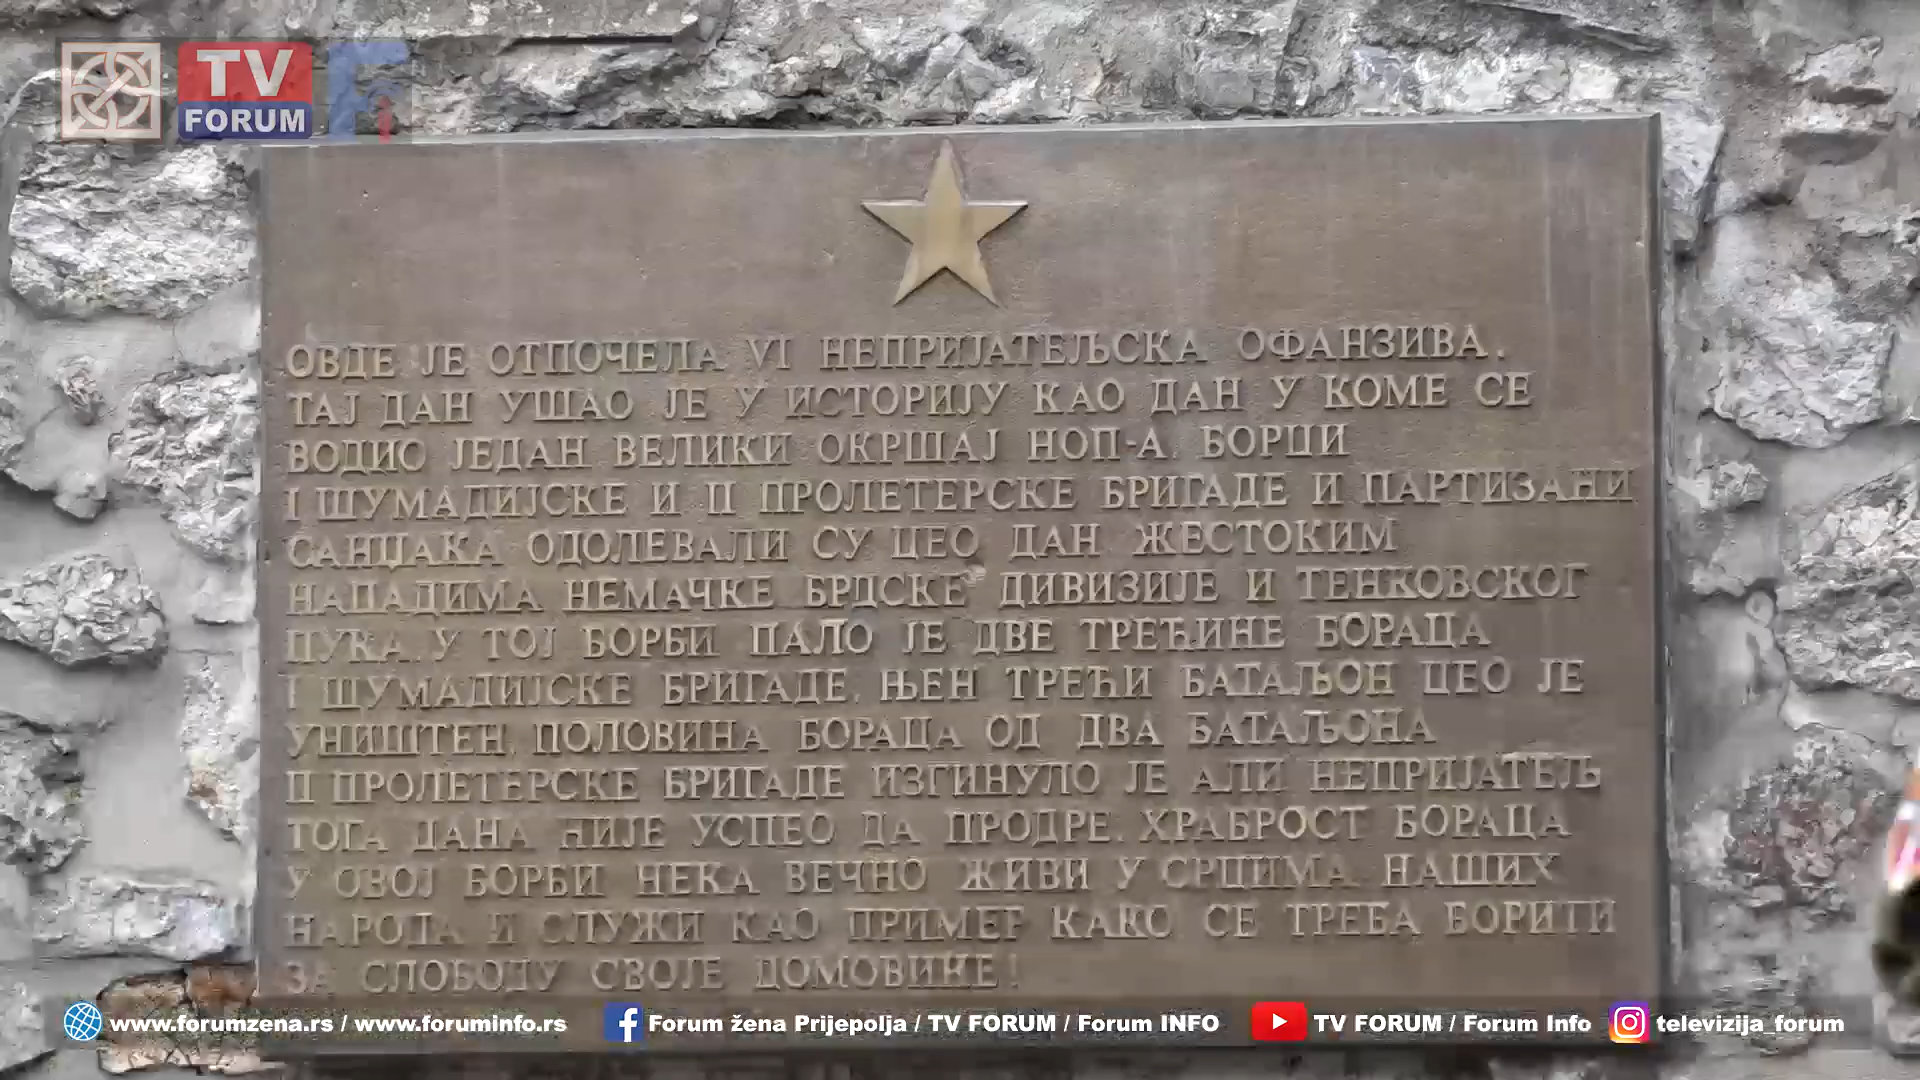 TV
FORUM
ОВДЕ ЈЕ ОТПОЧЕЛА VI НЕПРИЈАТЕЉСКА ОФАНЗИВА.
ТАЈ ДАН УШАО ЈЕ У ИСТОРИЈУ КАО ДАН У КОМЕ СЕ
ВОДИО ЈЕДАН ВЕЛИКИ ОКРШАЈ НОП-А. БОРЦИ
I ШУМАДИЈСКЕ И II ПРОЛЕТЕРСКЕ БРИГАДЕ И ПАРТИЗАНИ
САНЏАКА ОДОЛЕВАЛИ СУ ЦЕО ДАН ЖЕСТОКИМ
НАПАДИМА НЕМАЧКЕ БРДСКЕ ДИВИЗИЈЕ И ТЕНКОВСКОГ
ПУКА. У ТОЈ БОРБИ ПАЛО ЈЕ ДВЕ ТРЕЋИНЕ БОРАЦА
I ШУМАДИЈСКЕ БРИГАДЕ, ЊЕН ТРЕЋИ БАТАЉОН ЦЕО ЈЕ
УНИШТЕН. ПОЛОВИНА БОРАЦА ОД ДВА БАТАЉОНА
II ПРОЛЕТЕРСКЕ БРИГАДЕ ИЗГИНУЛО ЈЕ АЛИ НЕПРИЈАТЕЉ
ТОГА ДАНА НИЈЕ УСПЕО ДА ПРОДРЕ. ХРАБРОСТ БОРАЦА
У ОВОЈ БОРБИ НЕКА ВЕЧНО ЖИВИ У СРЦИМА НАШИХ
НАРОДА И СЛУЖИ КАО ПРИМЕР КАКО СЕ ТРЕБА БОРИТИ
ЗА СЛОБОДУ СВОЈЕ ДОМОВИНЕ!
www.forumzena.rs / www.foruminfo.rs Forum žena Prijepolja / TV FORUM / Forum INFO TV FORUM / Forum Info televizija_forum